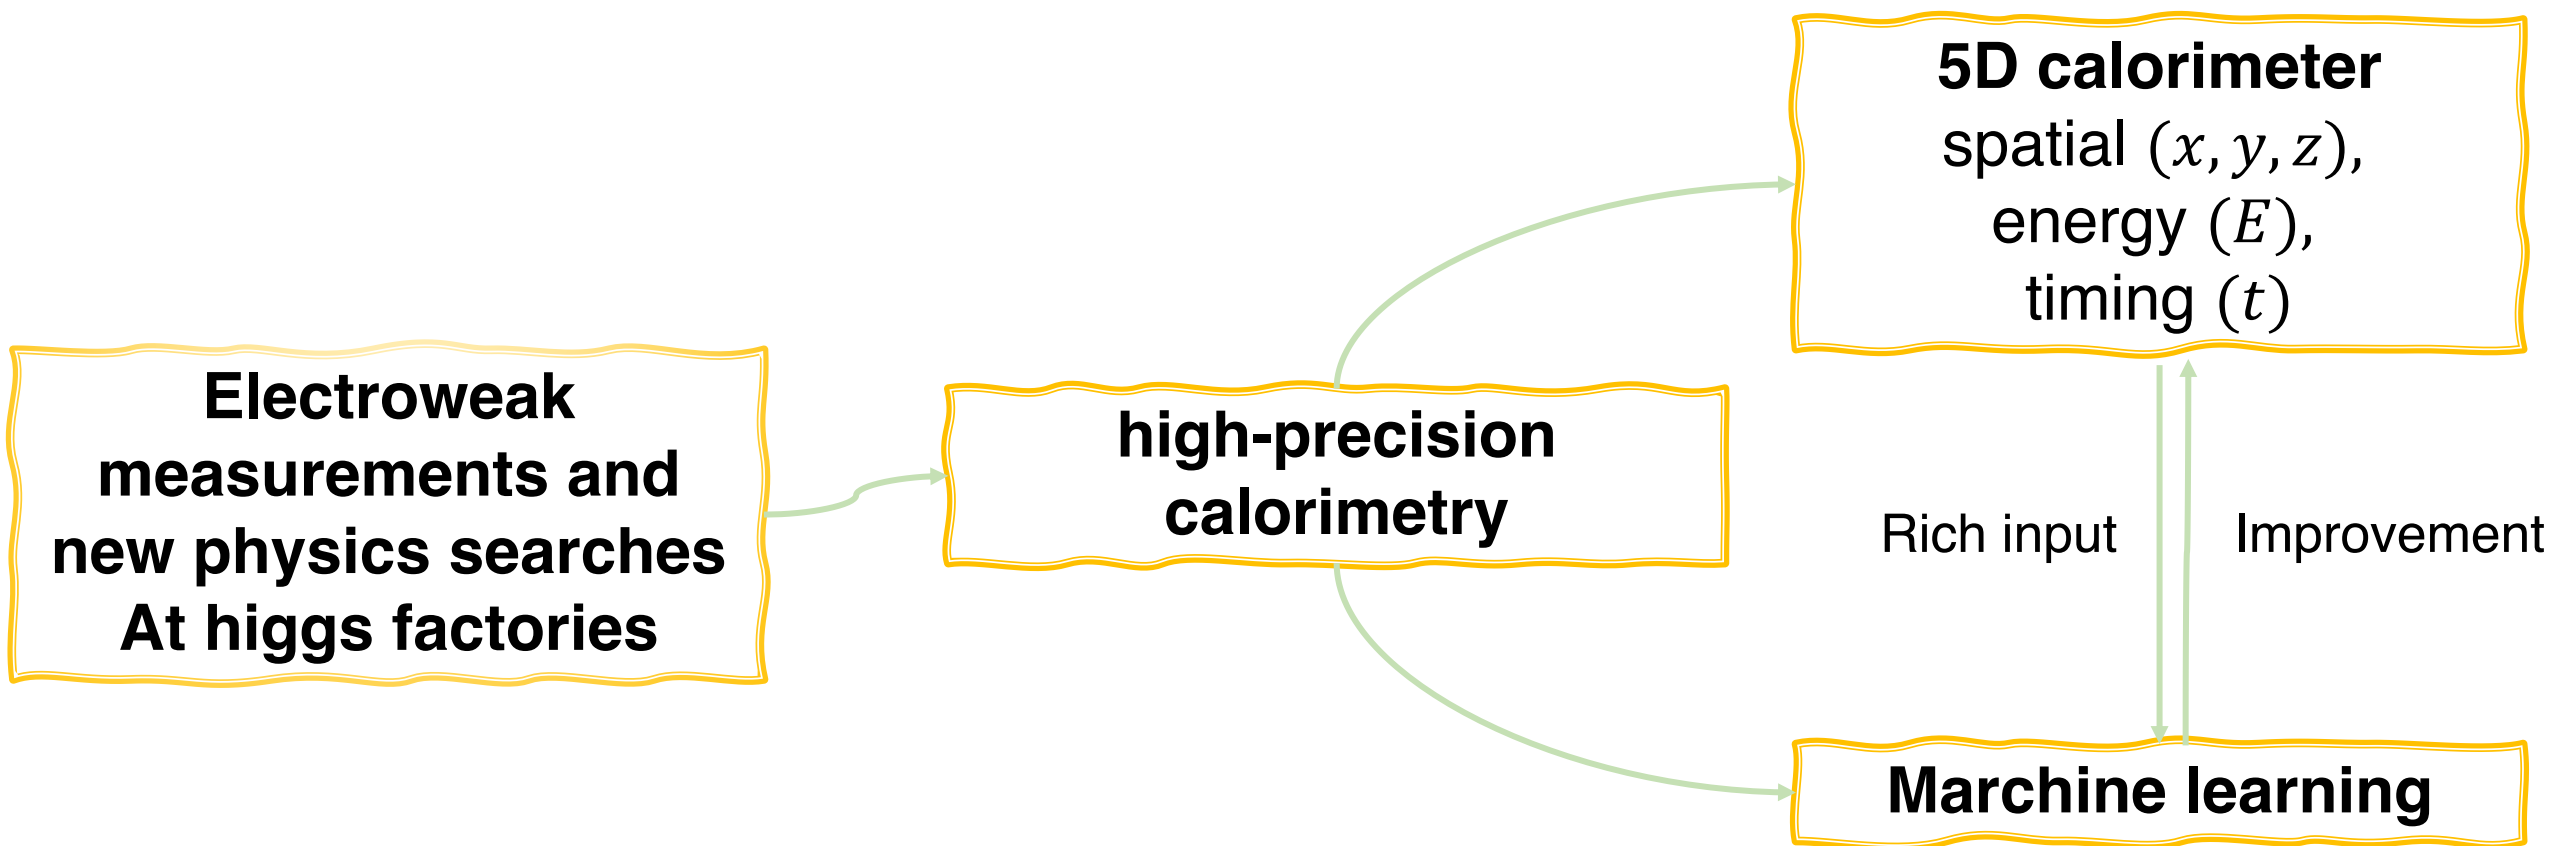 Electroweak
measurements and
new physics searches
At higgs factories
high-precision
calorimetry
5D calorimeter
spatial (x, y, z),
energy (E),
timing (t)
Rich input
Improvement
Marchine learning